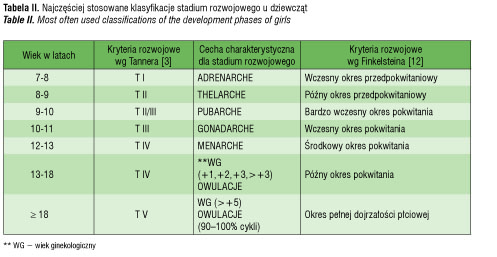 Tabela II. Najczęściej stosowane klasyfikacje stadium rozwojowego u dziewcząt
Table II. Most often used classifications of the development phases of girls
Wiek w latach
Kryteria rozwojowe
wg Tannera [3]
Cecha charakterystyczna
dla stadium rozwojowego
Kryteria rozwojowe
wg Finkelsteina [12]
7-8 T I ADRENARCHE Wczesny okres przedpokwitaniowy
8-9 T II THELARCHE Późny okres przedpokwitaniowy
9-10 T II/III PUBARCHE Bardzo wczesny okres pokwitania
10-11 T III GONADARCHE Wczesny okres pokwitania
12-13 T IV MENARCHE Środkowy okres pokwitania
13-18 T IV
**WG
(+1,+2,+3,>+3)
OWULACJE
Późny okres pokwitania
≥ 18 T V
WG (>+5)
OWULACJE
(90–100% cykli)
Okres pełnej dojrzałości płciowej
** WG – wiek ginekologiczny